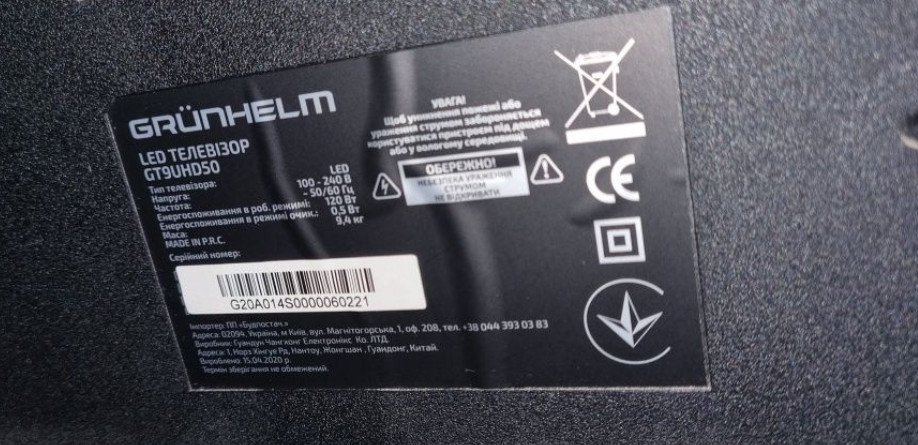 GRÜNHELM
LED ТЕЛЕВІЗОР
GT9UHD50
Тип телевізора: LED
Напруга: 100 - 240 В
Частота: ~ 50/60 Гц
Енергоспоживання в роб. режимі: 120 Вт
Енергоспоживання в режимі очик.: 0,5 Вт
Маса: 9,4 кг
MADE IN P.R.C.
Серійний номер:
G20A014S0000060221
УВАГА!
Щоб уникнення пожежі або
ураження струмом забороняється
користуватися пристроєм під дощем
або у вологому середовищі.
ОБЕРЕЖНО!
НЕБЕЗПЕКА УРАЖЕННЯ
СТРУМОМ
НЕ ВІДКРИВАТИ
CE
Імпортер: ПП «Будпостач.»
Адреса: 02094, Україна, м Київ, вул. Магнітогорська, 1, оф. 208, тел. +38 044 393 03 83
Виробник: Гуандун Чангхонг Електронікс Ко. ЛТД.
Адреса: 1, Норз Кінгуе Рд, Нантоу, Жонгшан , Гуандонг, Китай.
Вироблено: 15.04.2020 р.
Термін зберігання не обмежений.